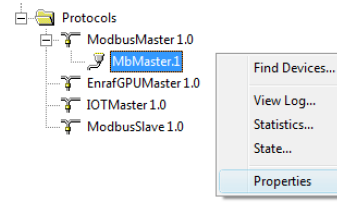 Protocols
ModbusMaster 1.0
MbMaster.1
EnrafGPUMaster 1.0
IOTMaster 1.0
ModbusSlave 1.0
Find Devices...
View Log...
Statistics...
State...
Properties